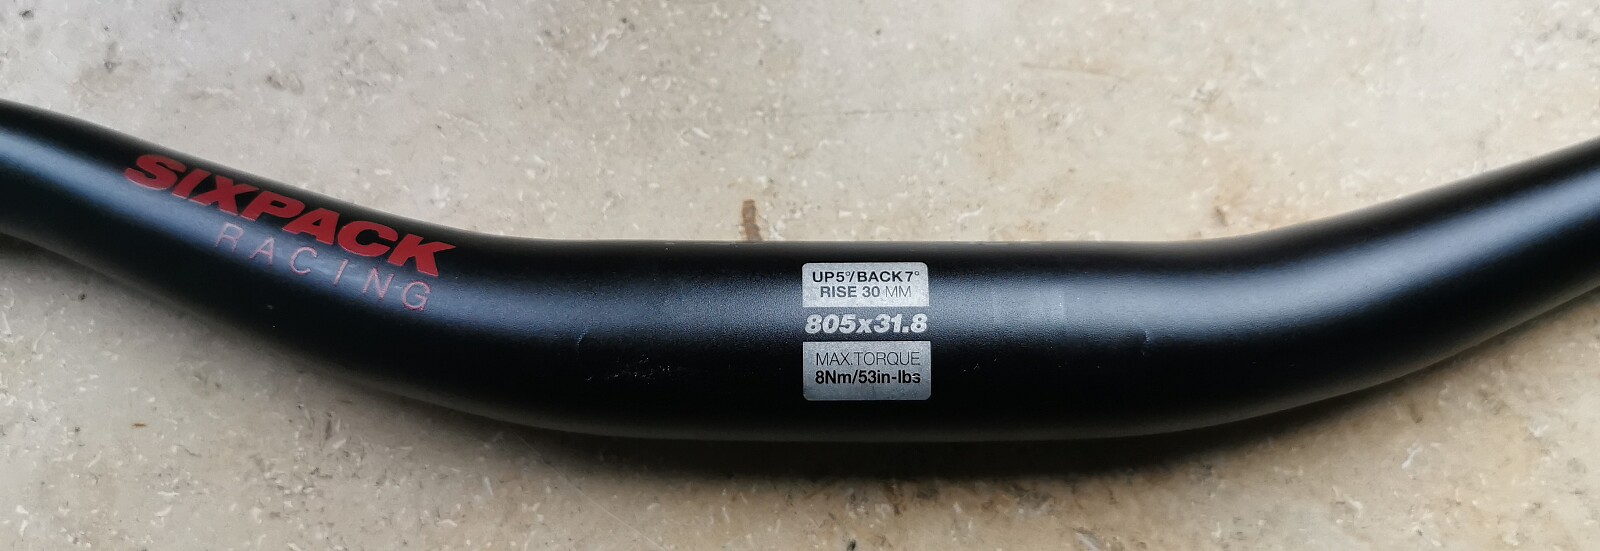 SIXPACK
RACING
UP5°/BACK7°
RISE 30 MM
805x31.8
MAX.TORQUE
8Nm/53in-lbs